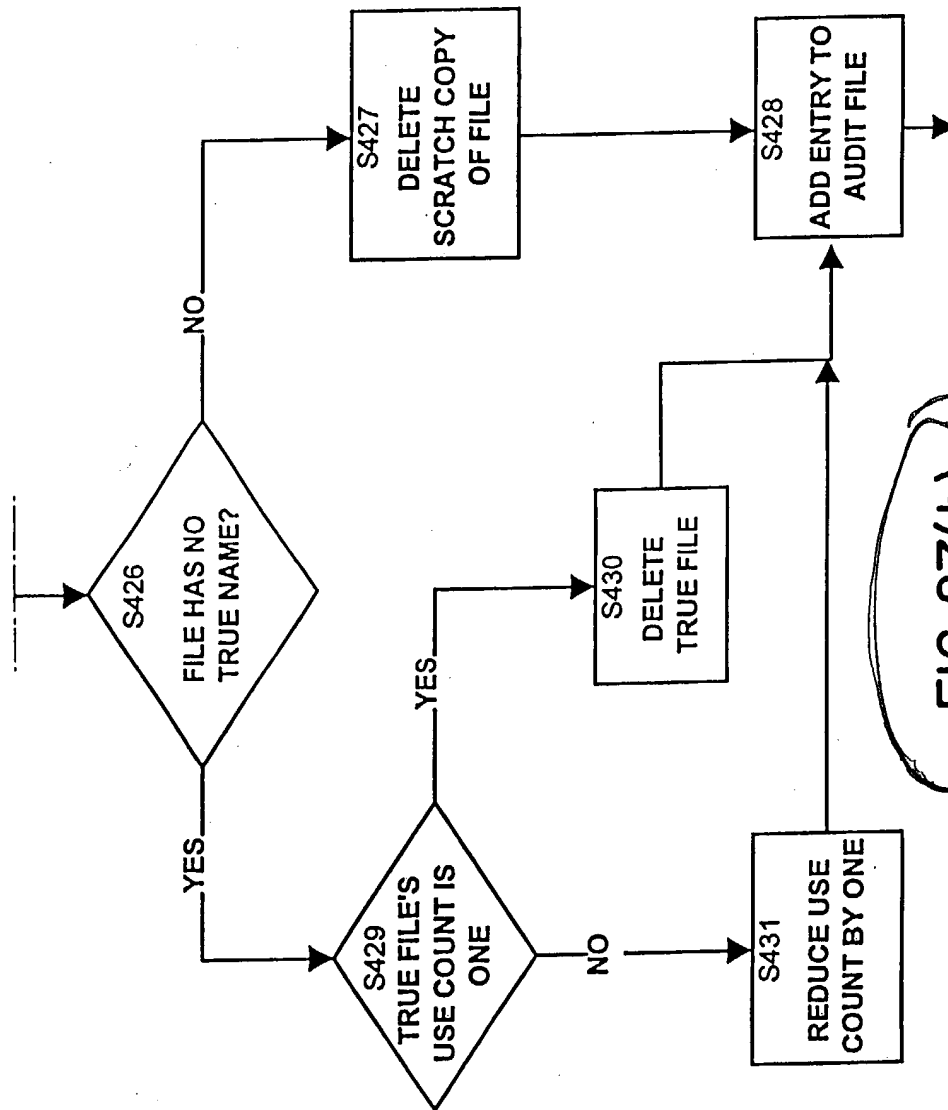 S426
FILE HAS NO
TRUE NAME?
YES
NO
S427
DELETE
SCRATCH COPY
OF FILE
S429
TRUE FILE'S
USE COUNT IS
ONE
YES
NO
S430
DELETE
TRUE FILE
S431
REDUCE USE
COUNT BY ONE
S428
ADD ENTRY TO
AUDIT FILE